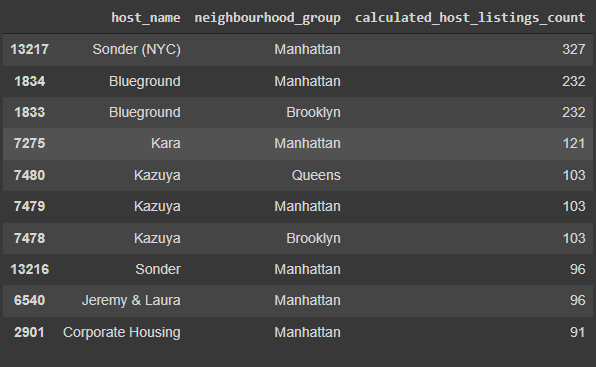 host_name neighbourhood_group calculated_host_listings_count
13217 Sonder (NYC) Manhattan 327
1834 Blueground Manhattan 232
1833 Blueground Brooklyn 232
7275 Kara Manhattan 121
7480 Kazuya Queens 103
7479 Kazuya Manhattan 103
7478 Kazuya Brooklyn 103
13216 Sonder Manhattan 96
6540 Jeremy & Laura Manhattan 96
2901 Corporate Housing Manhattan 91